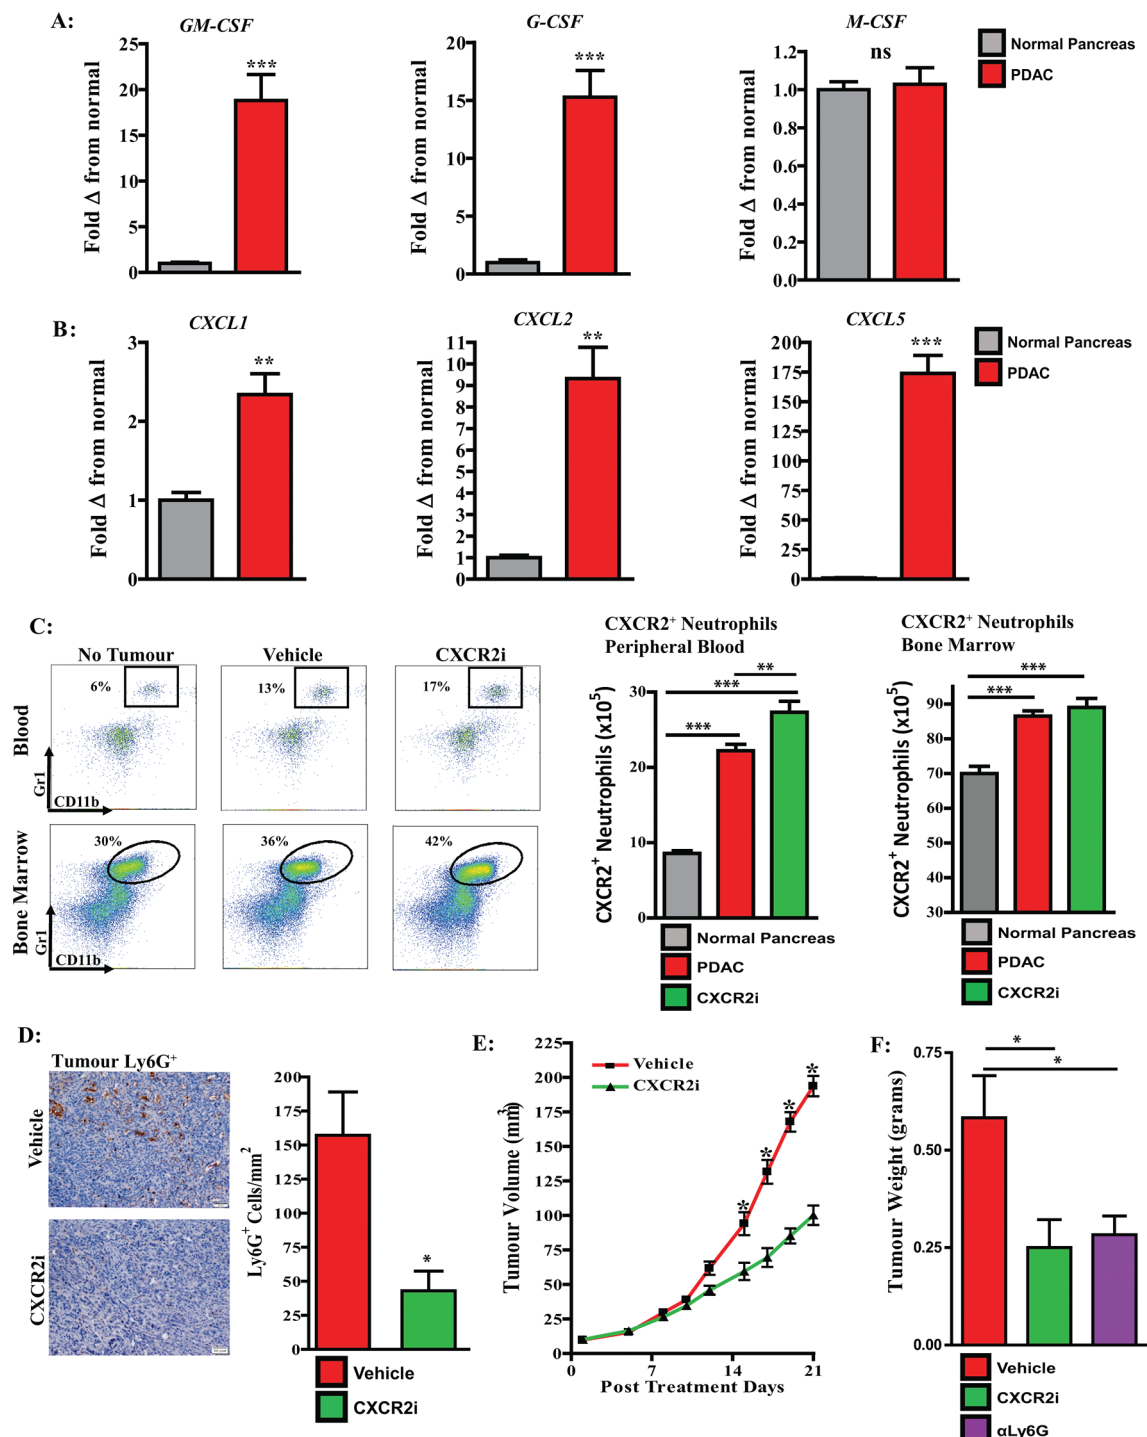 A:
GM-CSF
G-CSF
M-CSF
Fold Δ from normal
25
20
15
10
5
0
***
Fold Δ from normal
20
15
10
5
0
***
Fold Δ from normal
1.2
1.0
0.8
0.6
0.4
0.2
0.0
ns
Normal Pancreas
PDAC
B:
CXCL1
CXCL2
CXCL5
Fold Δ from normal
3
2
1
0
**
Fold Δ from normal
11
10
9
8
7
6
5
4
3
2
1
0
**
Fold Δ from normal
200
175
150
125
100
75
50
25
0
***
Normal Pancreas
PDAC
C:
No Tumour
Vehicle
CXCR2i
Blood
6%
13%
17%
Gr1
CD11b
Bone Marrow
30%
36%
42%
Gr1
CD11b
CXCR2+ Neutrophils
Peripheral Blood
CXCR2+ Neutrophils (x10^5)
30
20
10
0
***
***
**
Normal Pancreas
PDAC
CXCR2i
CXCR2+ Neutrophils
Bone Marrow
CXCR2+ Neutrophils (x10^5)
90
80
70
60
50
40
30
***
***
Normal Pancreas
PDAC
CXCR2i
D:
Tumour Ly6G+
Vehicle
CXCR2i
Ly6G+ Cells/mm2
200
175
150
125
100
75
50
25
0
*
Vehicle
CXCR2i
E:
Tumour Volume (mm3)
225
200
175
150
125
100
75
50
25
0
Vehicle
CXCR2i
*
*
*
*
*
0
7
14
21
Post Treatment Days
F:
Tumour Weight (grams)
0.75
0.50
0.25
0.00
*
*
Vehicle
CXCR2i
αLy6G